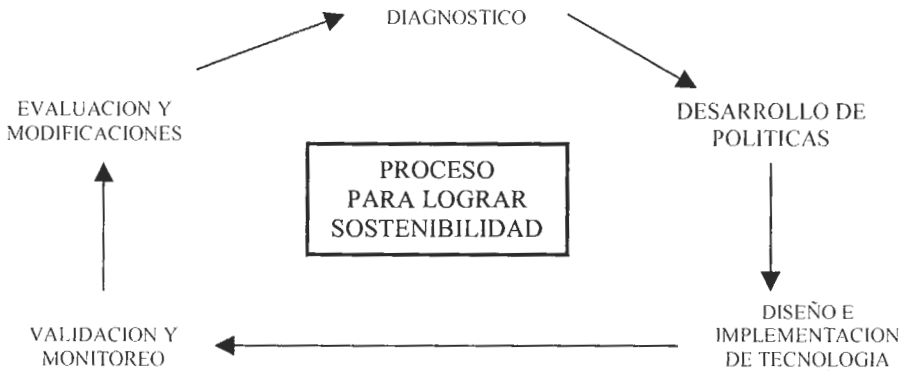 DIAGNOSTICO
EVALUACION Y
MODIFICACIONES
DESARROLLO DE
POLITICAS
PROCESO
PARA LOGRAR
SOSTENIBILIDAD
VALIDACION Y
MONITOREO
DISEÑO E
IMPLEMENTACION
DE TECNOLOGIA